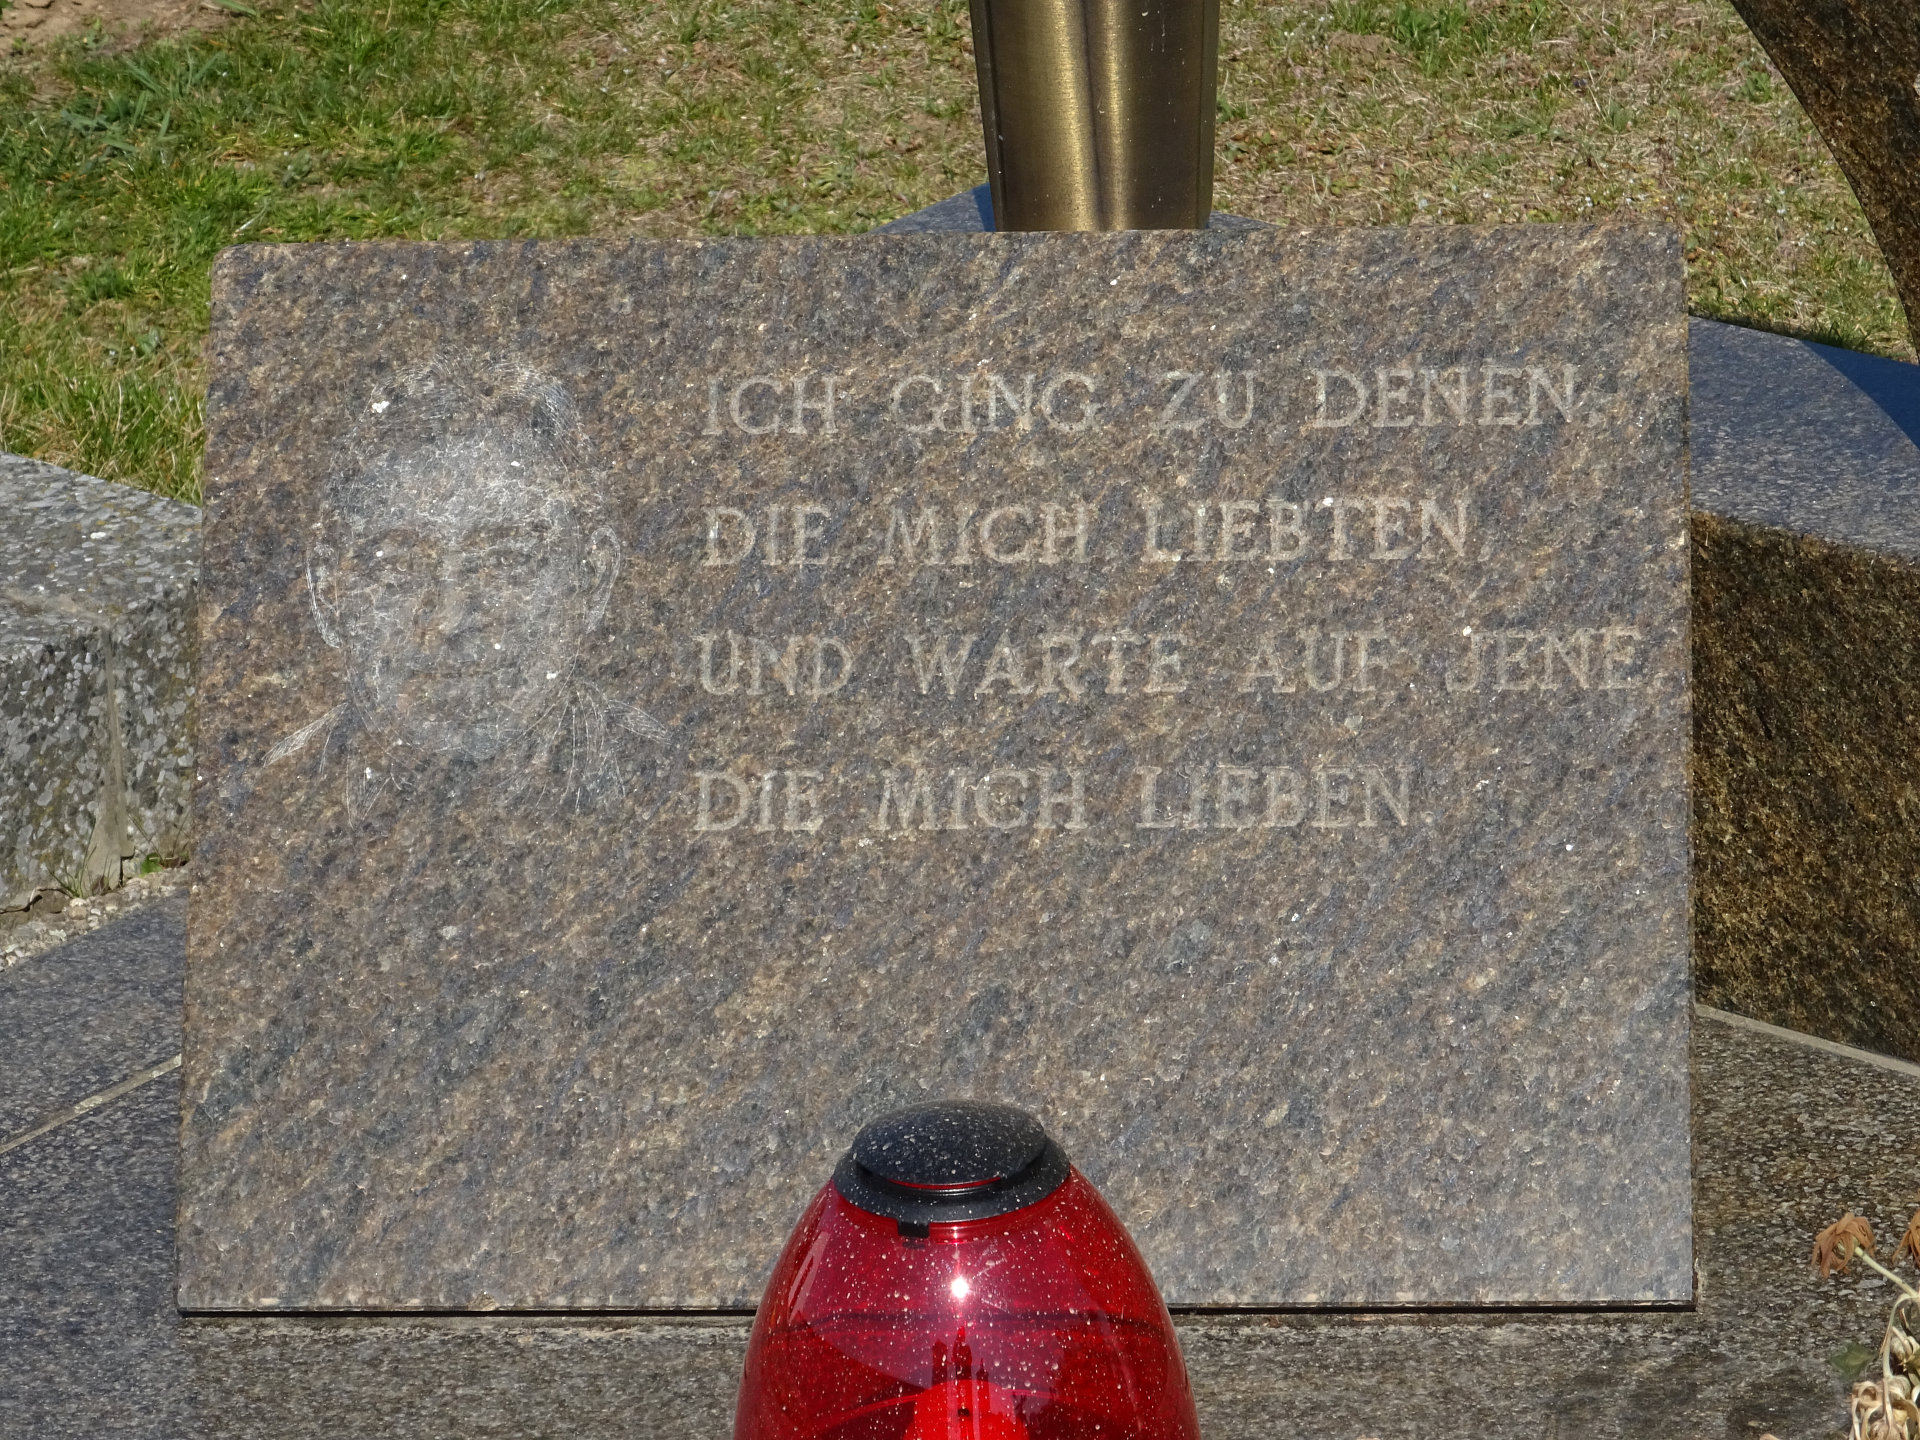 ICH GING ZU DENEN,
DIE MICH LIEBTEN,
UND WARTE AUF JENE,
DIE MICH LIEBEN.